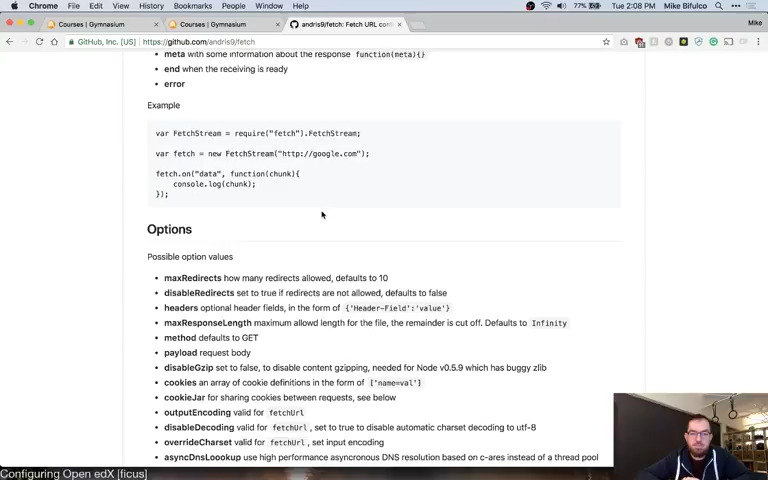 Chrome File Edit View History Bookmarks People Window Help 77% Tue 2:08 PM Mike Bifulco
Courses | Gymnasium Courses | Gymnasium andris9/fetch: Fetch URL cont Mike
GitHub, Inc. [US] https://github.com/andris9/fetch
meta with some information about the response function(meta){}
end when the receiving is ready
error
Example
var FetchStream = require("fetch").FetchStream;
var fetch = new FetchStream("http://google.com");
fetch.on("data", function(chunk){
console.log(chunk);
});
Options
Possible option values
maxRedirects how many redirects allowed, defaults to 10
disableRedirects set to true if redirects are not allowed, defaults to false
headers optional header fields, in the form of {'Header-Field':'value'}
maxResponseLength maximum allowd length for the file, the remainder is cut off. Defaults to Infinity
method defaults to GET
payload request body
disableGzip set to false, to disable content gzipping, needed for Node v0.5.9 which has buggy zlib
cookies an array of cookie definitions in the form of ['name=val']
cookieJar for sharing cookies between requests, see below
outputEncoding valid for fetchUrl
disableDecoding valid for fetchUrl, set to true to disable automatic charset decoding to utf-8
overrideCharset valid for fetchUrl, set input encoding
asyncDnsLoookup use high performance asyncronous DNS resolution based on c-ares instead of a thread pool
Configuring Open edX [ficus]